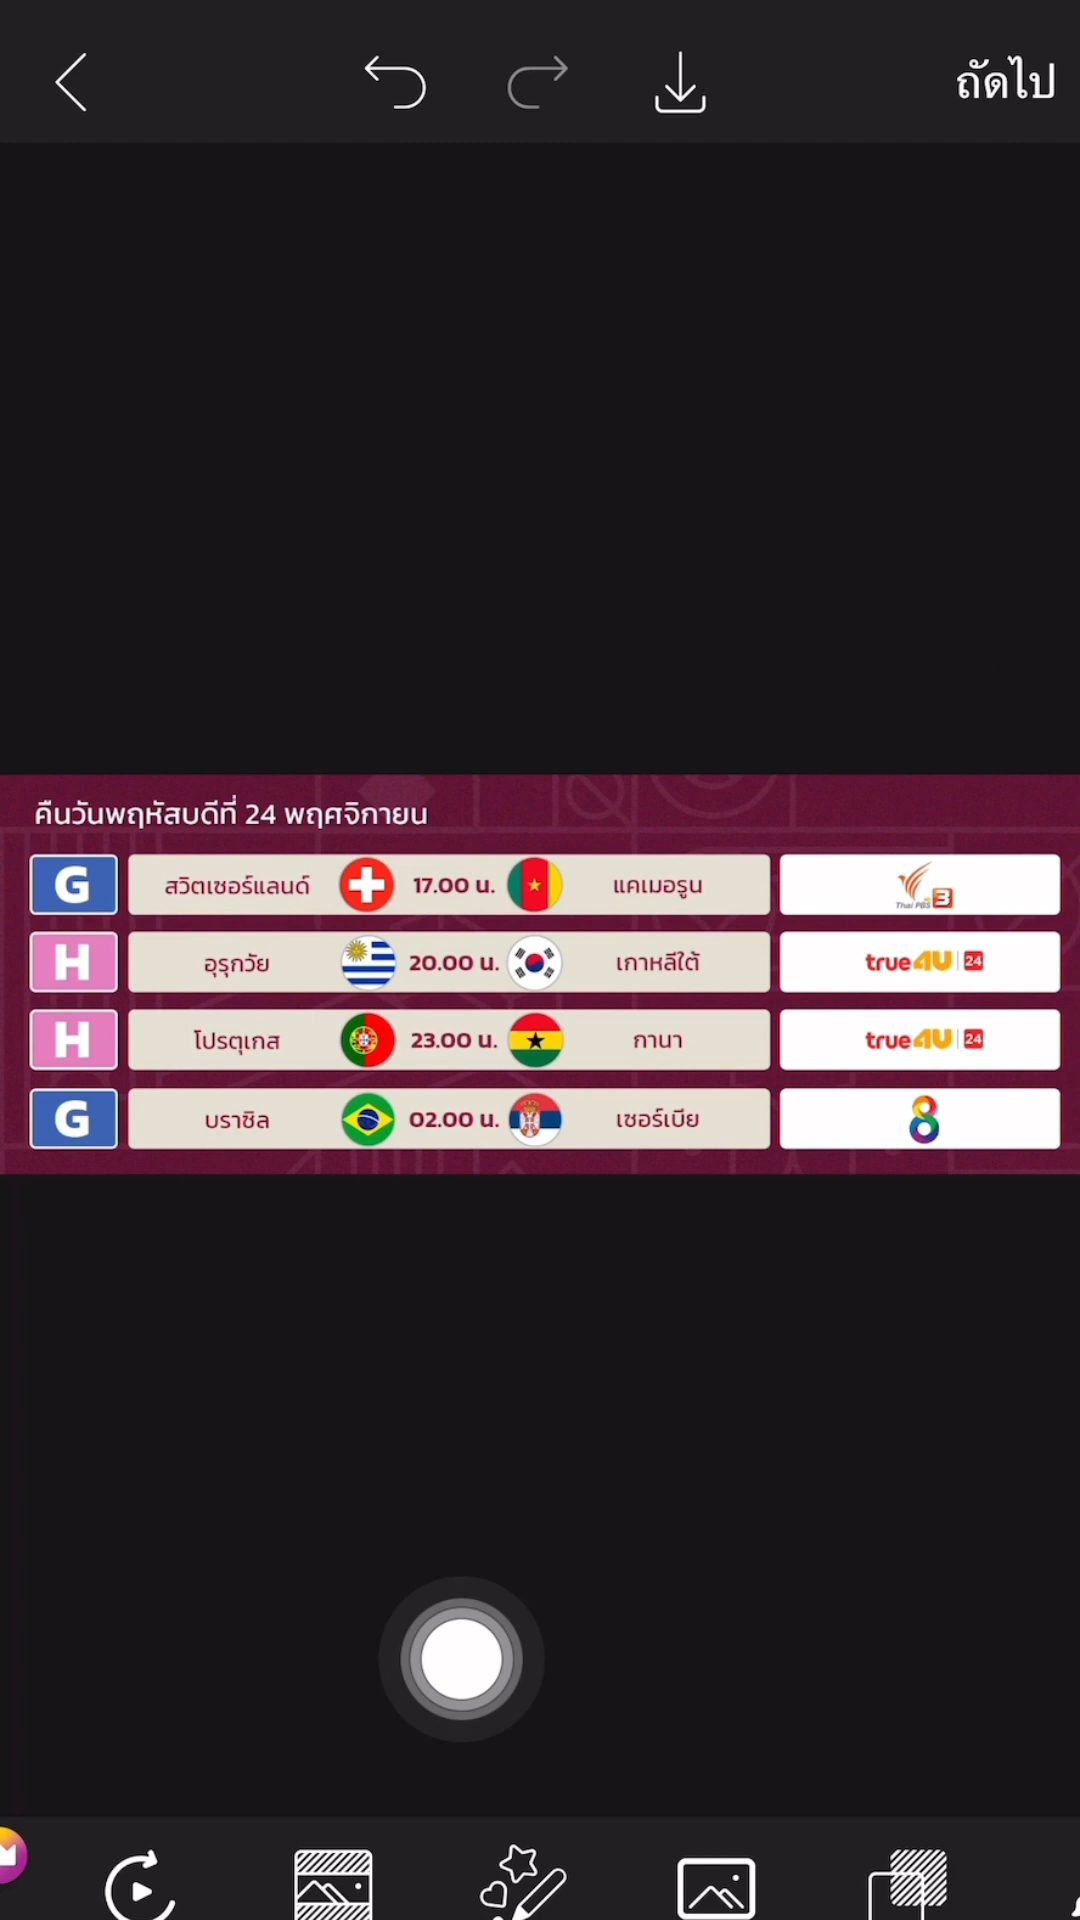 ถัดไป
คืนวันพฤหัสบดีที่ 24 พฤศจิกายน
G สวิตเซอร์แลนด์ 17.00 น. แคเมอรูน Thai PBS 3
H อุรุกวัย 20.00 น. เกาหลีใต้ true4U 24
H โปรตุเกส 23.00 น. กานา true4U 24
G บราซิล 02.00 น. เซอร์เบีย 8